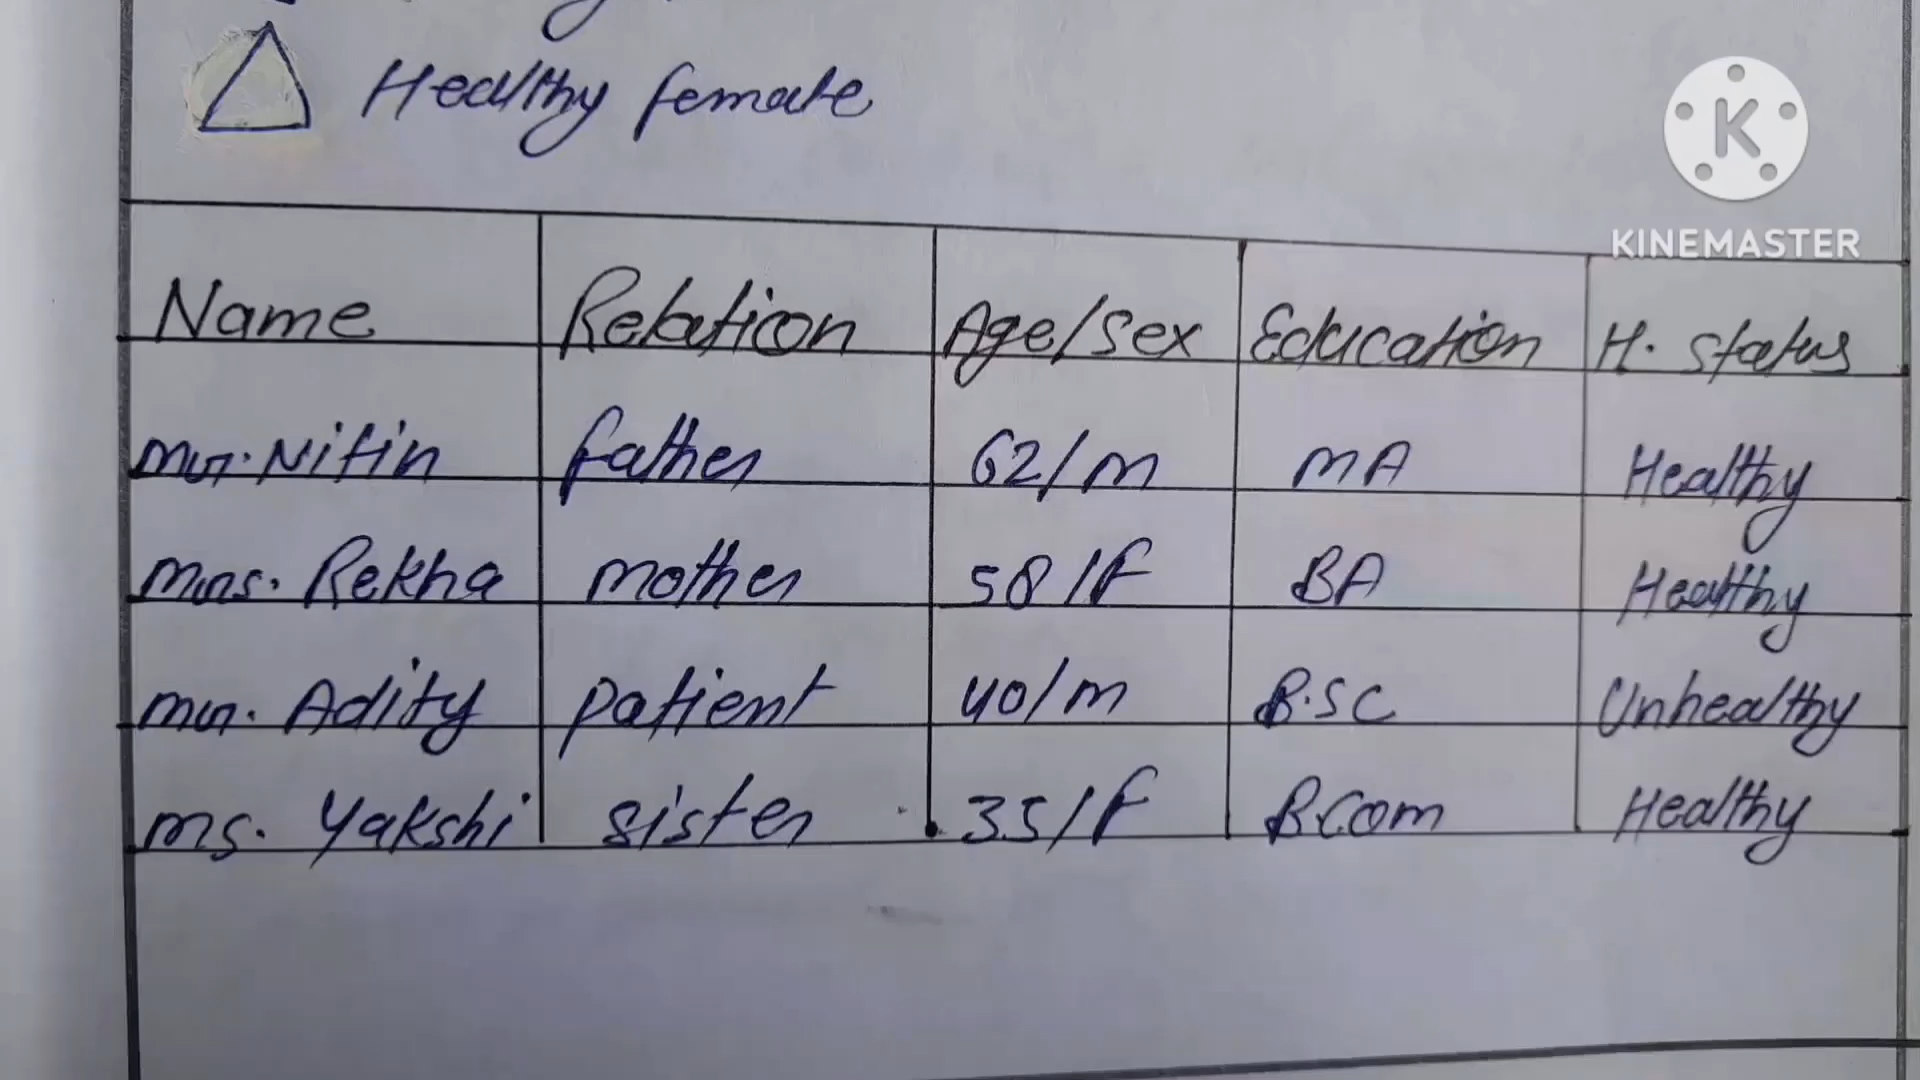 Healthy female
KINEMASTER
Name Relation Age/Sex Education H. Status
Mr. Nitin father 62/M MA Healthy
Mrs. Rekha mother 58/F BA Healthy
Mr. Adity patient 40/M B.SC Unhealthy
Ms. Yakshi sister 35/F B.Com Healthy